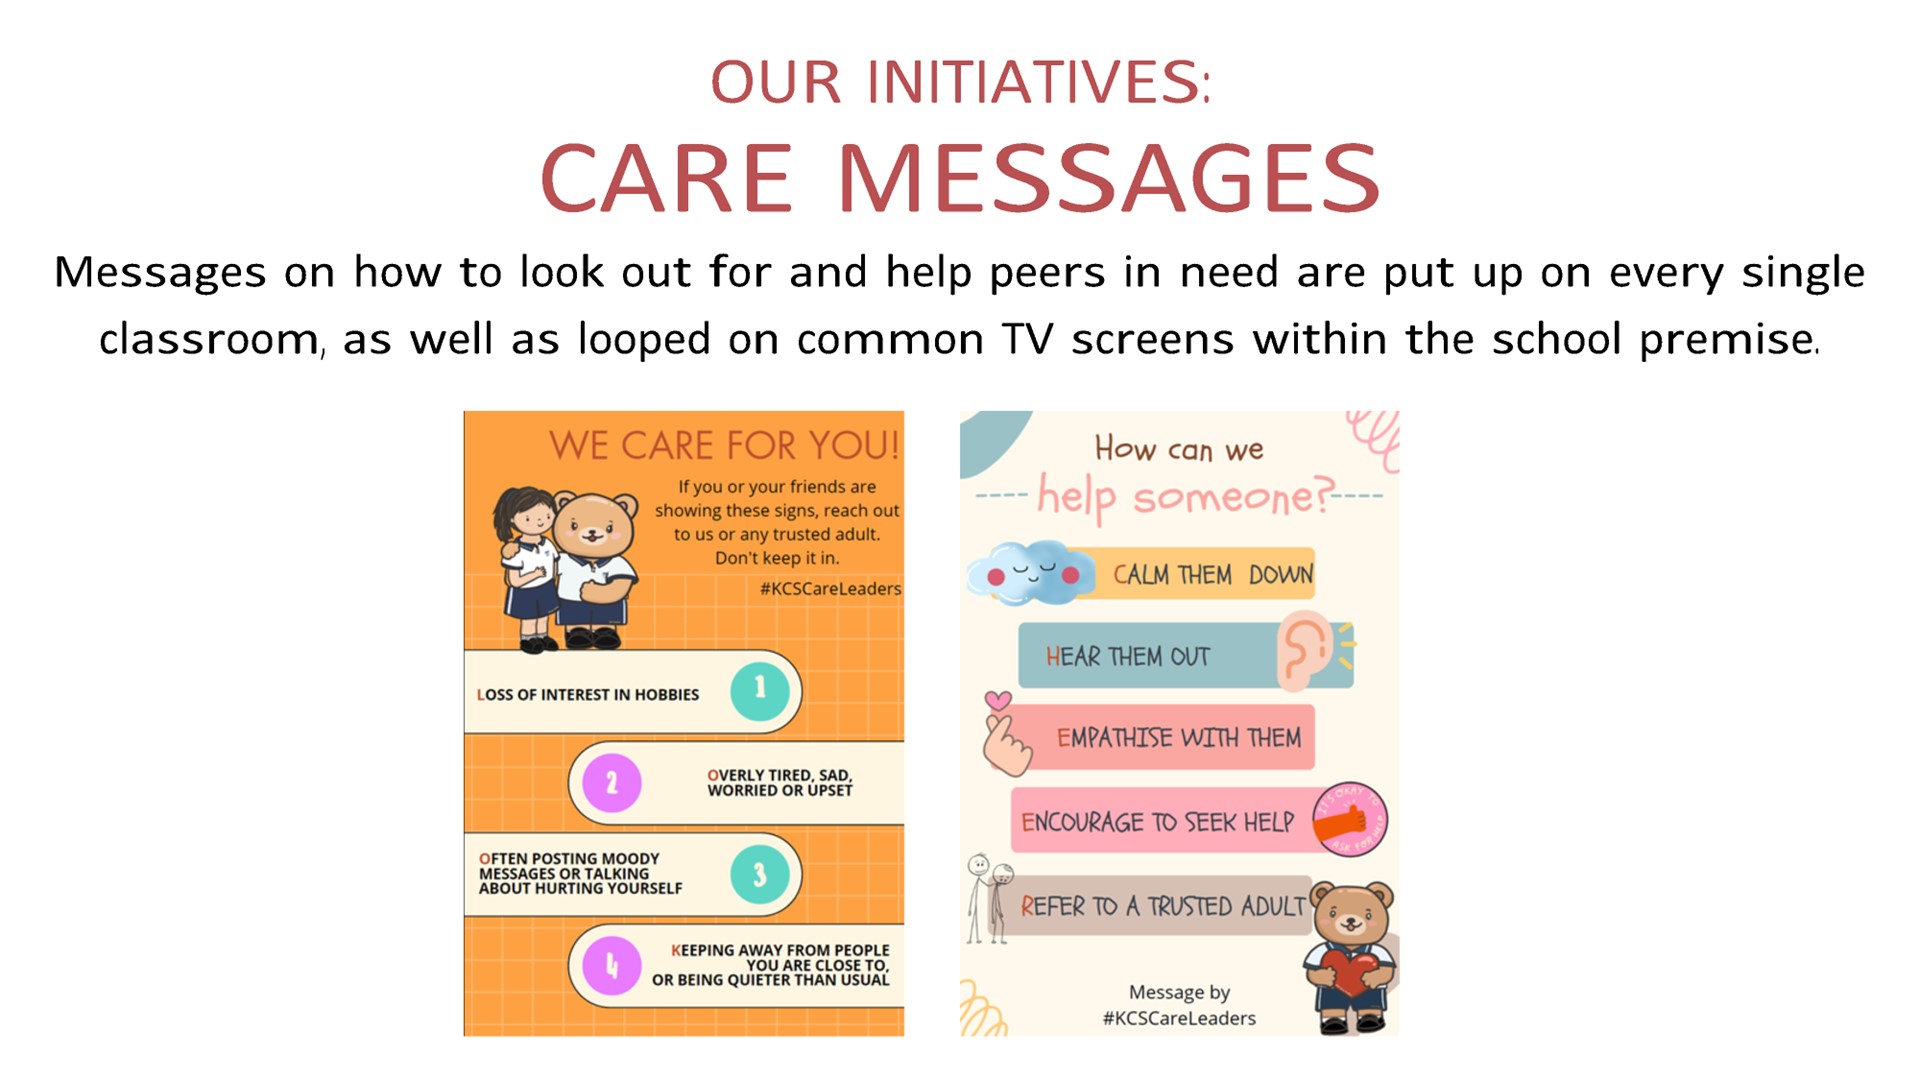 OUR INITIATIVES:
CARE MESSAGES
Messages on how to look out for and help peers in need are put up on every single
classroom, as well as looped on common TV screens within the school premise.
WE CARE FOR YOU!
If you or your friends are
showing these signs, reach out
to us or any trusted adult.
Don't keep it in.
#KCSCareLeaders
LOSS OF INTEREST IN HOBBIES
1
2
OVERLY TIRED, SAD,
WORRIED OR UPSET
OFTEN POSTING MOODY
MESSAGES OR TALKING
ABOUT HURTING YOURSELF
3
4
KEEPING AWAY FROM PEOPLE
YOU ARE CLOSE TO,
OR BEING QUIETER THAN USUAL
How can we
help someone?
CALM THEM DOWN
HEAR THEM OUT
EMPATHISE WITH THEM
ENCOURAGE TO SEEK HELP
IT'S OKAY TO
ASK FOR HELP
REFER TO A TRUSTED ADULT
Message by
#KCSCareLeaders